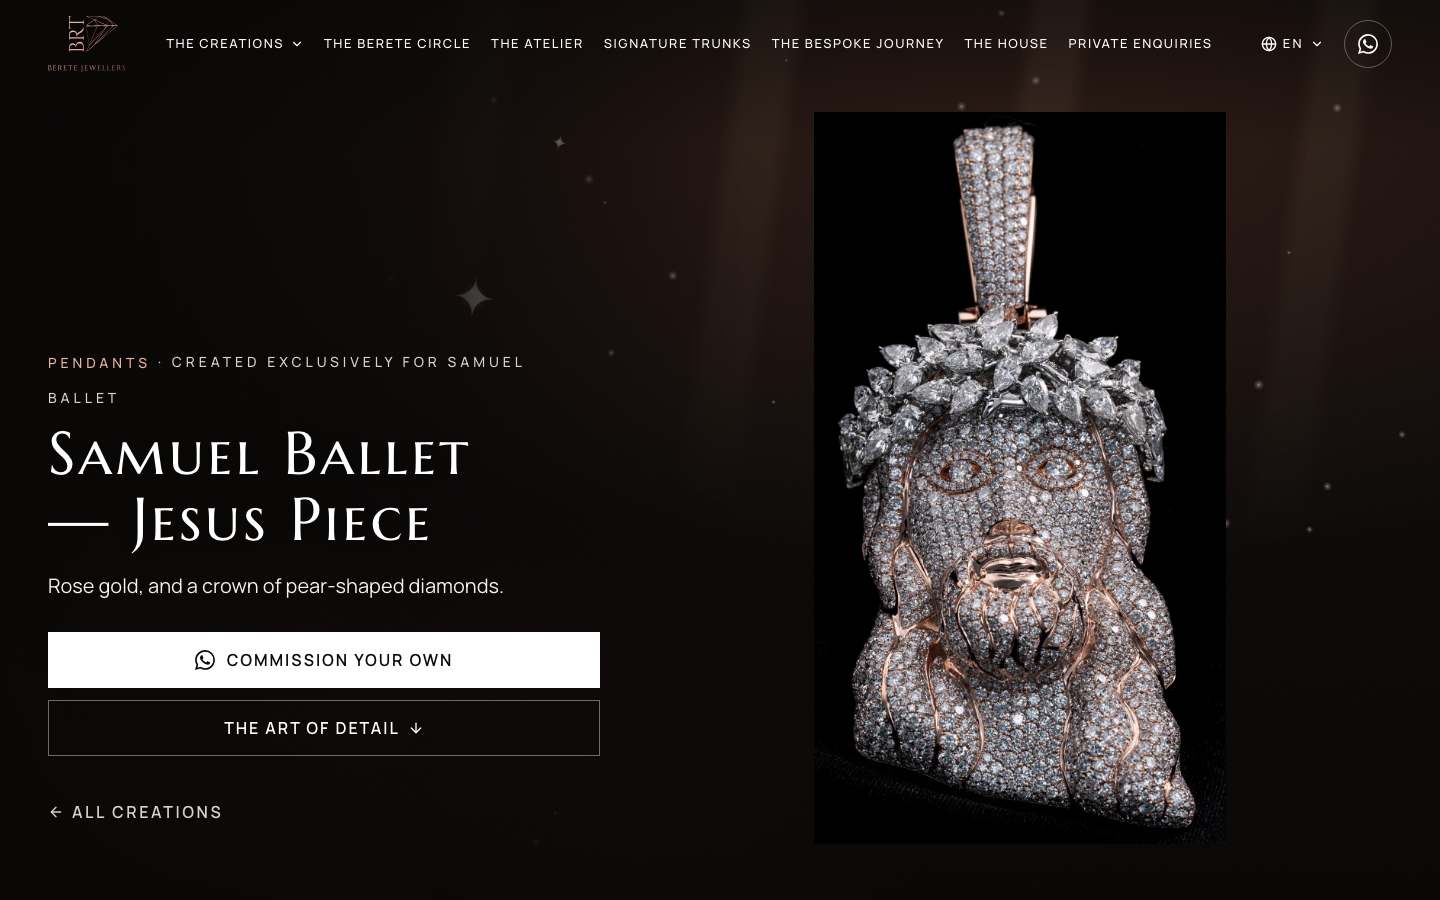 BRT
BERETE JEWELLERS
THE CREATIONS
THE BERETE CIRCLE
THE ATELIER
SIGNATURE TRUNKS
THE BESPOKE JOURNEY
THE HOUSE
PRIVATE ENQUIRIES
EN
PENDANTS · CREATED EXCLUSIVELY FOR SAMUEL
BALLET
Samuel Ballet
— Jesus Piece
Rose gold, and a crown of pear-shaped diamonds.
COMMISSION YOUR OWN
THE ART OF DETAIL ↓
← ALL CREATIONS